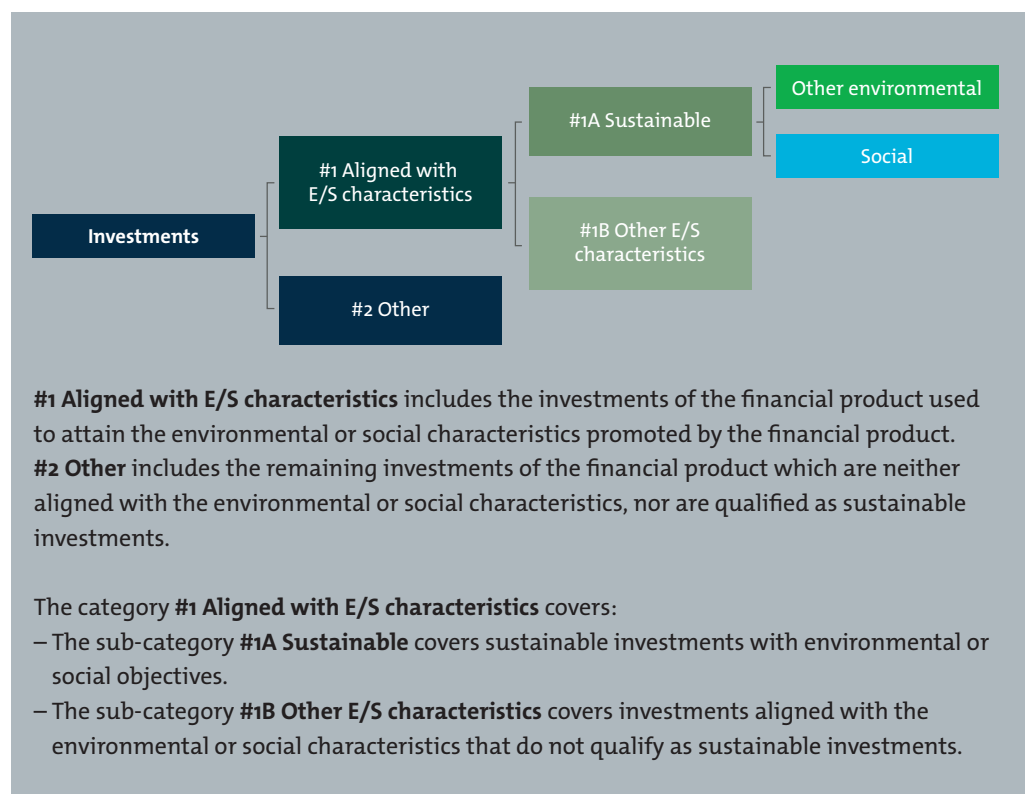 Other environmental
#1A Sustainable
Social
#1 Aligned with
E/S characteristics
#1B Other E/S
characteristics
Investments
#2 Other
#1 Aligned with E/S characteristics includes the investments of the financial product used
to attain the environmental or social characteristics promoted by the financial product.
#2 Other includes the remaining investments of the financial product which are neither
aligned with the environmental or social characteristics, nor are qualified as sustainable
investments.
The category #1 Aligned with E/S characteristics covers:
– The sub-category #1A Sustainable covers sustainable investments with environmental or
social objectives.
– The sub-category #1B Other E/S characteristics covers investments aligned with the
environmental or social characteristics that do not qualify as sustainable investments.